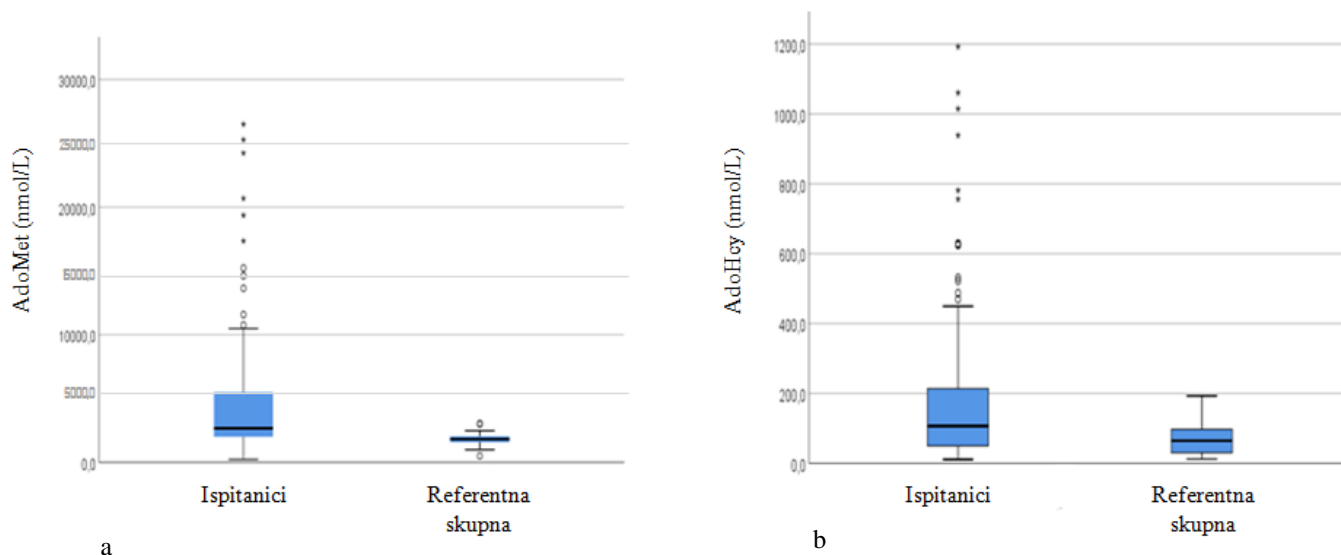 AdoMet (nmol/L)
30000,0
25000,0
20000,0
15000,0
10000,0
5000,0
0,0
Ispitanici
Referentna
skupna
a
AdoHcy (nmol/L)
1200,0
1000,0
800,0
600,0
400,0
200,0
0,0
Ispitanici
Referentna
skupna
b